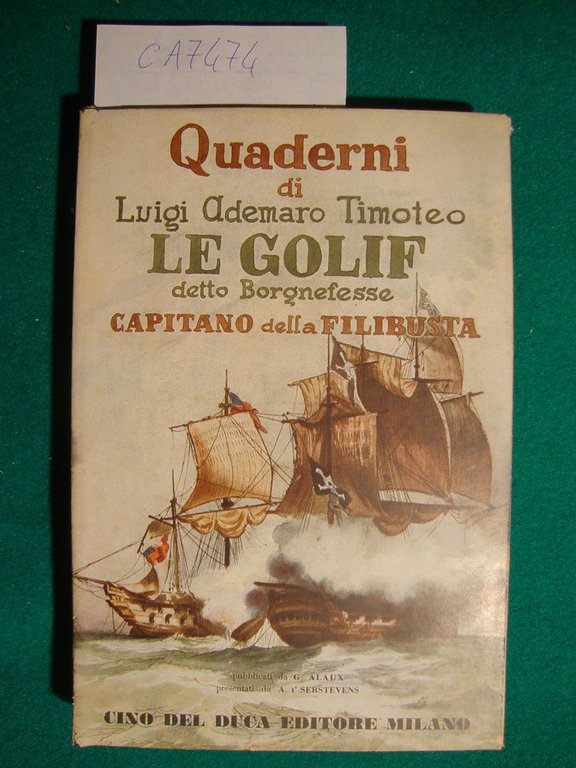 CA7474
Quaderni
di
Luigi Ademaro Timoteo
LE GOLIF
detto Borgnefesse
CAPITANO della FILIBUSTA
pubblicati da G. ALAUX
presentati da A. t' SERSTEVENS
CINO DEL DUCA EDITORE MILANO